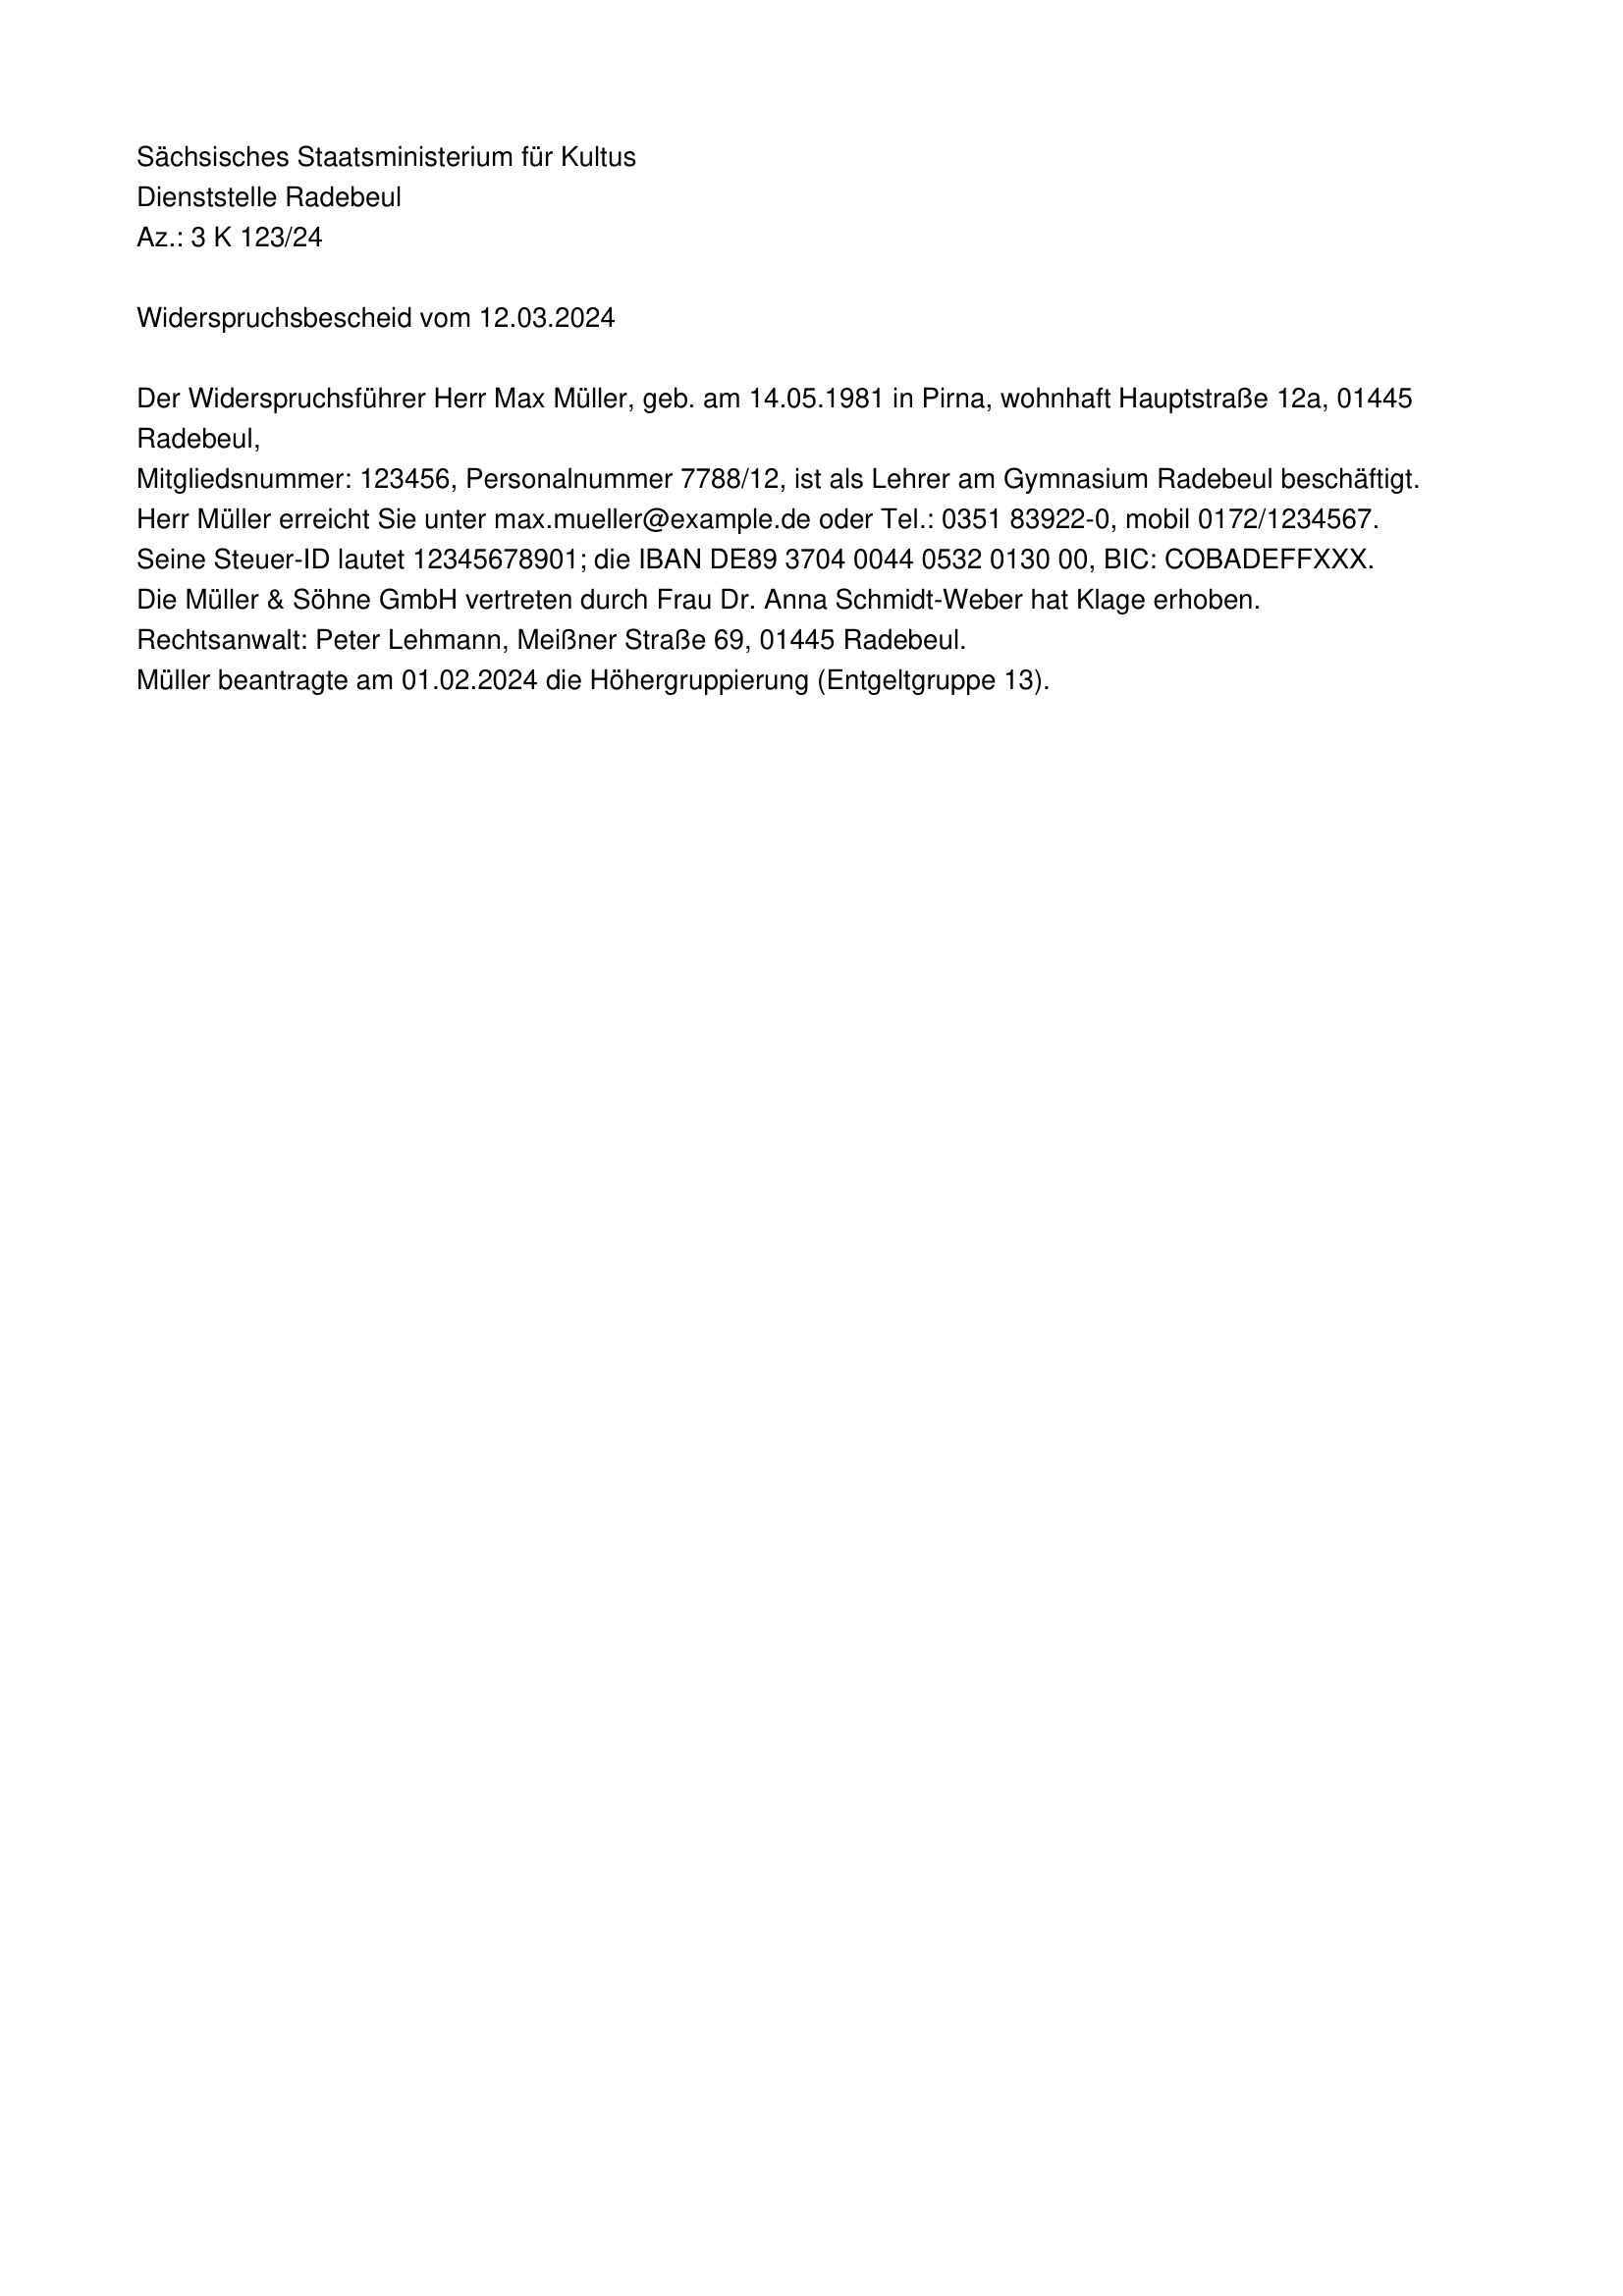 Sächsisches Staatsministerium für Kultus
Dienststelle Radebeul
Az.: 3 K 123/24
Widerspruchsbescheid vom 12.03.2024
Der Widerspruchsführer Herr Max Müller, geb. am 14.05.1981 in Pirna, wohnhaft Hauptstraße 12a, 01445
Radebeul,
Mitgliedsnummer: 123456, Personalnummer 7788/12, ist als Lehrer am Gymnasium Radebeul beschäftigt.
Herr Müller erreicht Sie unter max.mueller@example.de oder Tel.: 0351 83922-0, mobil 0172/1234567.
Seine Steuer-ID lautet 12345678901; die IBAN DE89 3704 0044 0532 0130 00, BIC: COBADEFFXXX.
Die Müller & Söhne GmbH vertreten durch Frau Dr. Anna Schmidt-Weber hat Klage erhoben.
Rechtsanwalt: Peter Lehmann, Meißner Straße 69, 01445 Radebeul.
Müller beantragte am 01.02.2024 die Höhergruppierung (Entgeltgruppe 13).